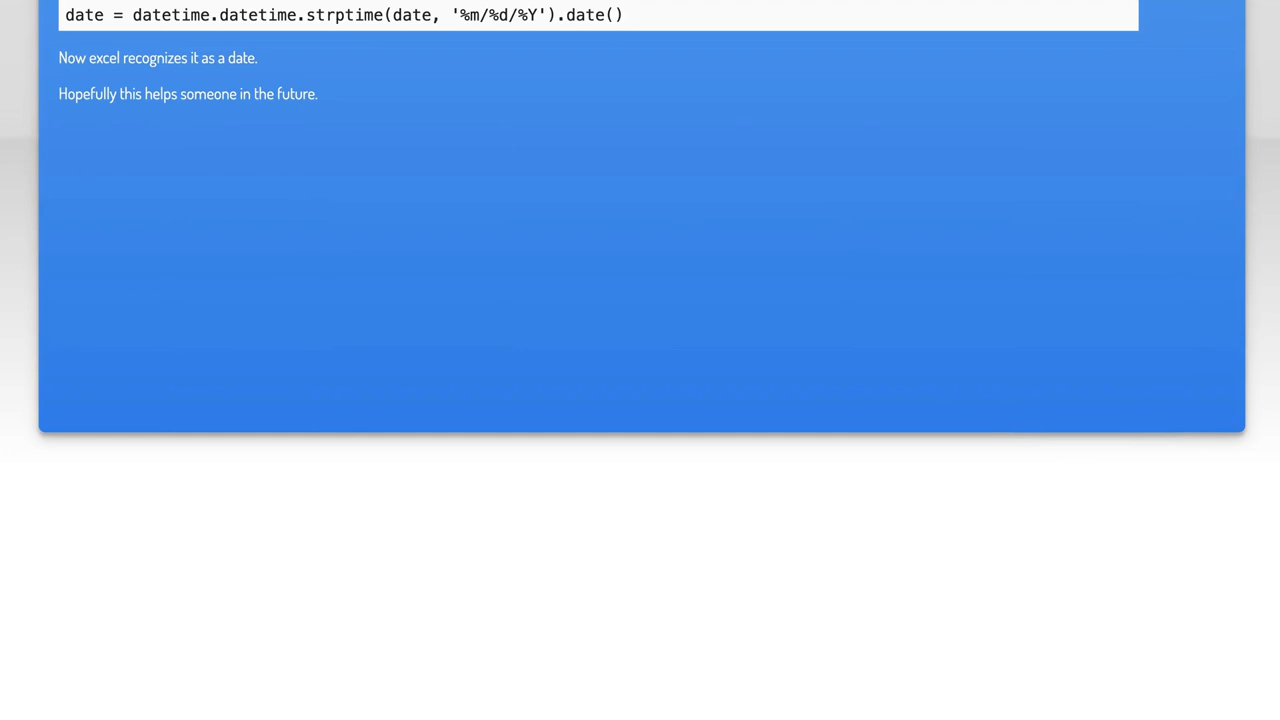 date = datetime.datetime.strptime(date, '%m/%d/%Y').date()
Now excel recognizes it as a date.
Hopefully this helps someone in the future.